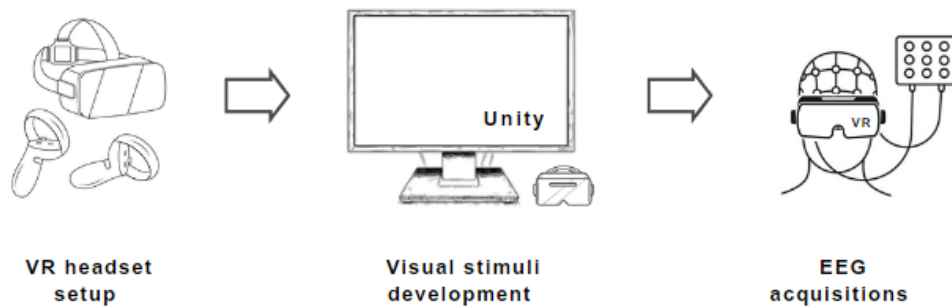 Unity
VR
VR headset
setup
Visual stimuli
development
EEG
acquisitions